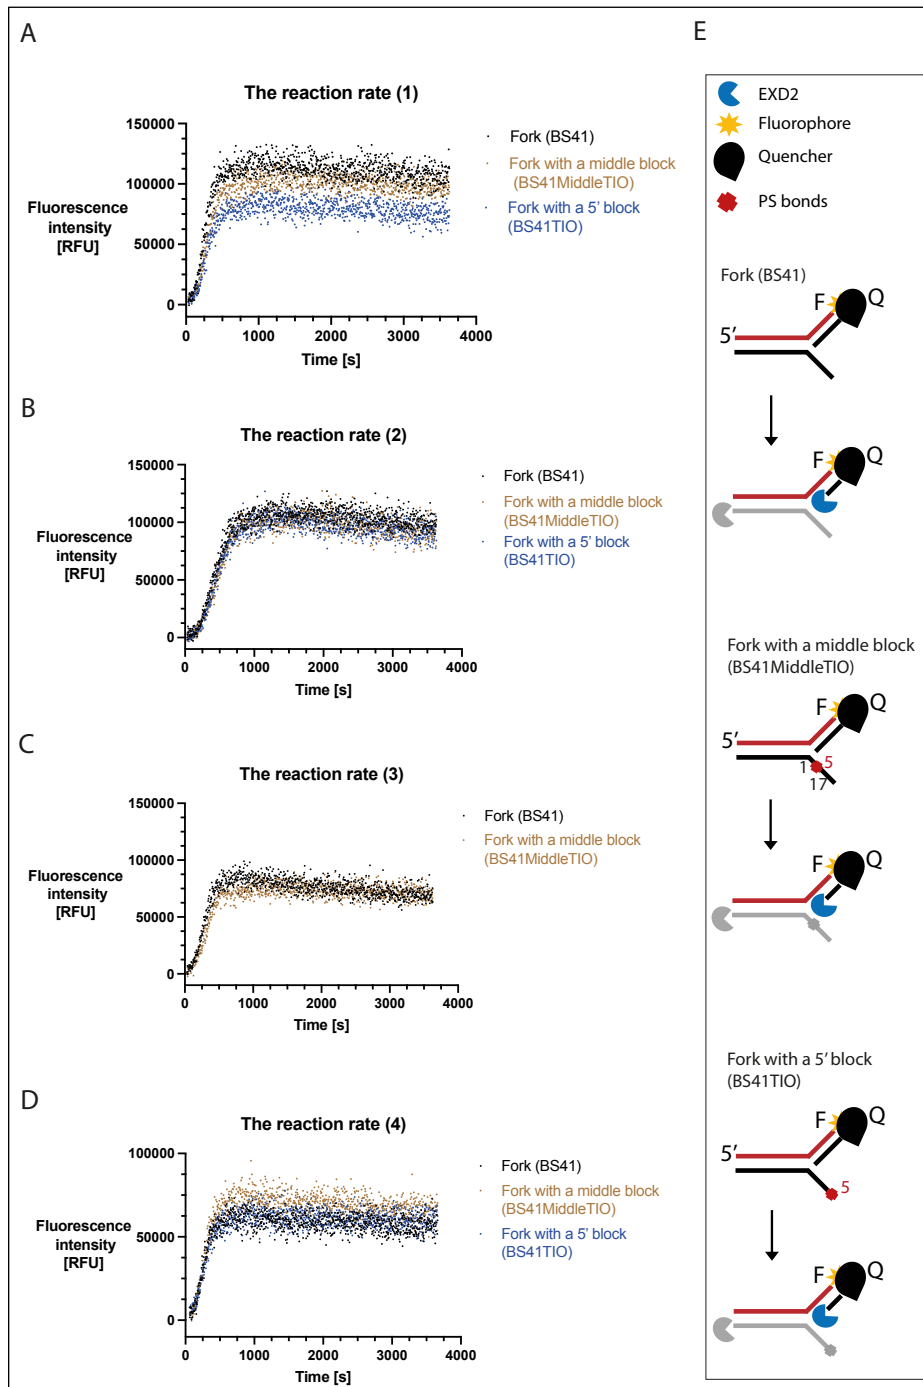 A
The reaction rate (1)
150000
100000
50000
0
Fluorescence
intensity
[RFU]
0 1000 2000 3000 4000
Time [s]
Fork (BS41)
Fork with a middle block
(BS41MiddleTIO)
Fork with a 5' block
(BS41TIO)
B
The reaction rate (2)
150000
100000
50000
0
Fluorescence
intensity
[RFU]
0 1000 2000 3000 4000
Time [s]
Fork (BS41)
Fork with a middle block
(BS41MiddleTIO)
Fork with a 5' block
(BS41TIO)
C
The reaction rate (3)
150000
100000
50000
0
Fluorescence
intensity
[RFU]
0 1000 2000 3000 4000
Time [s]
Fork (BS41)
Fork with a middle block
(BS41MiddleTIO)
D
The reaction rate (4)
100000
50000
0
Fluorescence
intensity
[RFU]
0 1000 2000 3000 4000
Time [s]
Fork (BS41)
Fork with a middle block
(BS41MiddleTIO)
Fork with a 5' block
(BS41TIO)
E
EXD2
Fluorophore
Quencher
PS bonds
Fork (BS41)
F Q
5'
F Q
Fork with a middle block
(BS41MiddleTIO)
F Q
5'
1 5
17
F Q
Fork with a 5' block
(BS41TIO)
F Q
5'
5
F Q